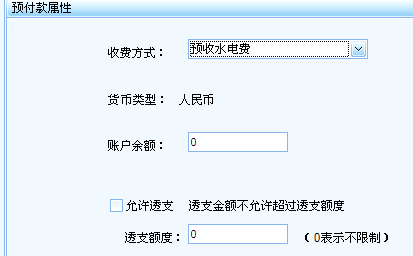 预付款属性
收费方式： 预收水电费
货币类型： 人民币
账户余额： 0
允许透支 透支金额不允许超过透支额度
透支额度： 0 （0表示不限制）